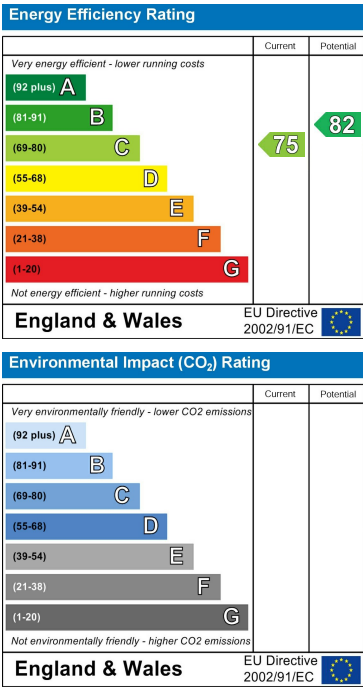 Energy Efficiency Rating
Current Potential
Very energy efficient - lower running costs
(92 plus) A
(81-91) B
(69-80) C
(55-68) D
(39-54) E
(21-38) F
(1-20) G
75
82
Not energy efficient - higher running costs
England & Wales
EU Directive
2002/91/EC
Environmental Impact (CO₂) Rating
Current Potential
Very environmentally friendly - lower CO2 emissions
(92 plus) A
(81-91) B
(69-80) C
(55-68) D
(39-54) E
(21-38) F
(1-20) G
Not environmentally friendly - higher CO2 emissions
England & Wales
EU Directive
2002/91/EC